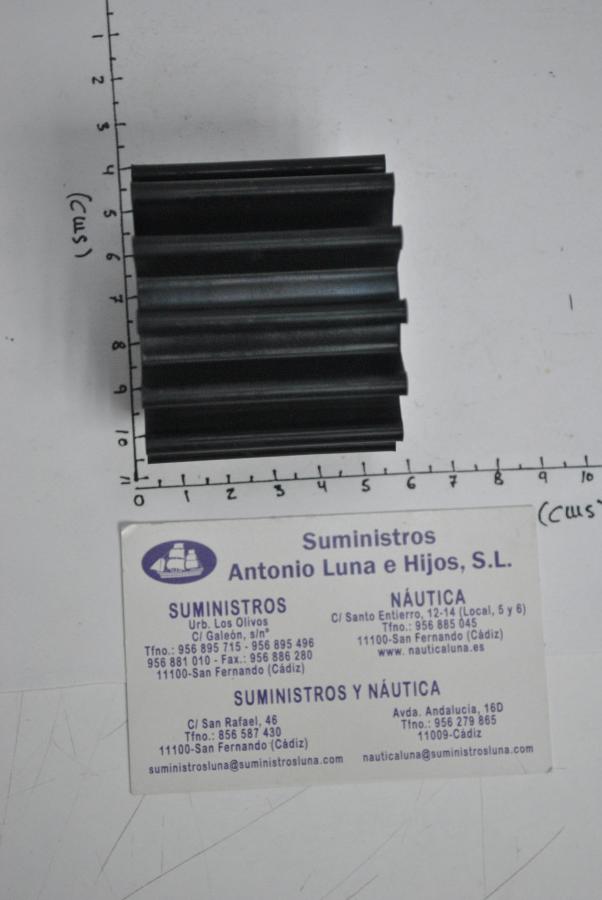 1
2
3
4
5
6
7
8
9
10
11
(cms)
0 1 2 3 4 5 6 7 8 9 10
(cms)
Suministros
Antonio Luna e Hijos, S.L.
SUMINISTROS
Urb. Los Olivos
C/ Galeón, s/nº
Tfno.: 956 895 715 - 956 895 496
956 881 010 - Fax.: 956 886 280
11100-San Fernando (Cádiz)
NÁUTICA
C/ Santo Entierro, 12-14 (Local, 5 y 6)
Tfno.: 956 885 045
11100-San Fernando (Cádiz)
www. nauticaluna.es
SUMINISTROS Y NÁUTICA
C/ San Rafael, 46
Tfno.: 856 587 430
11100-San Fernando (Cádiz)
suministrosluna@suministrosluna.com
Avda. Andalucía, 16D
Tfno.: 956 279 865
11009-Cádiz
nauticaluna@suministrosluna.com